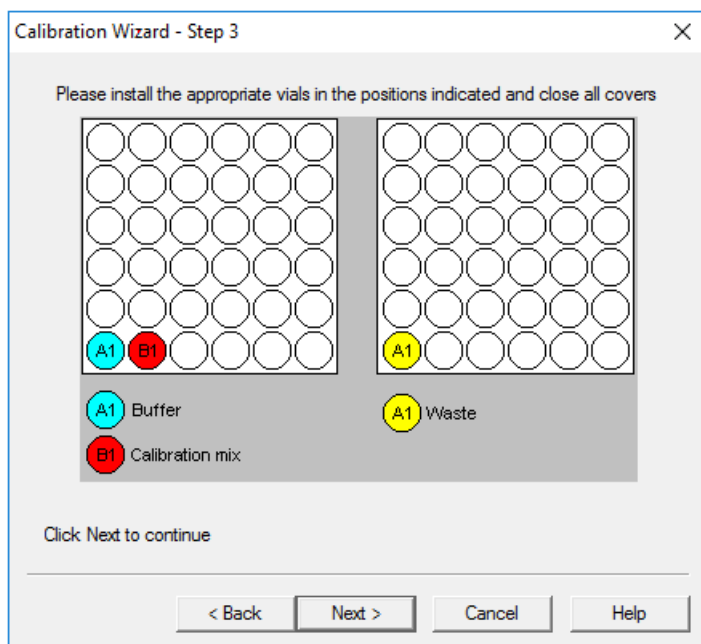 Calibration Wizard - Step 3
Please install the appropriate vials in the positions indicated and close all covers
A1 B1
A1
A1 Buffer
B1 Calibration mix
A1 Waste
Click Next to continue
< Back
Next >
Cancel
Help